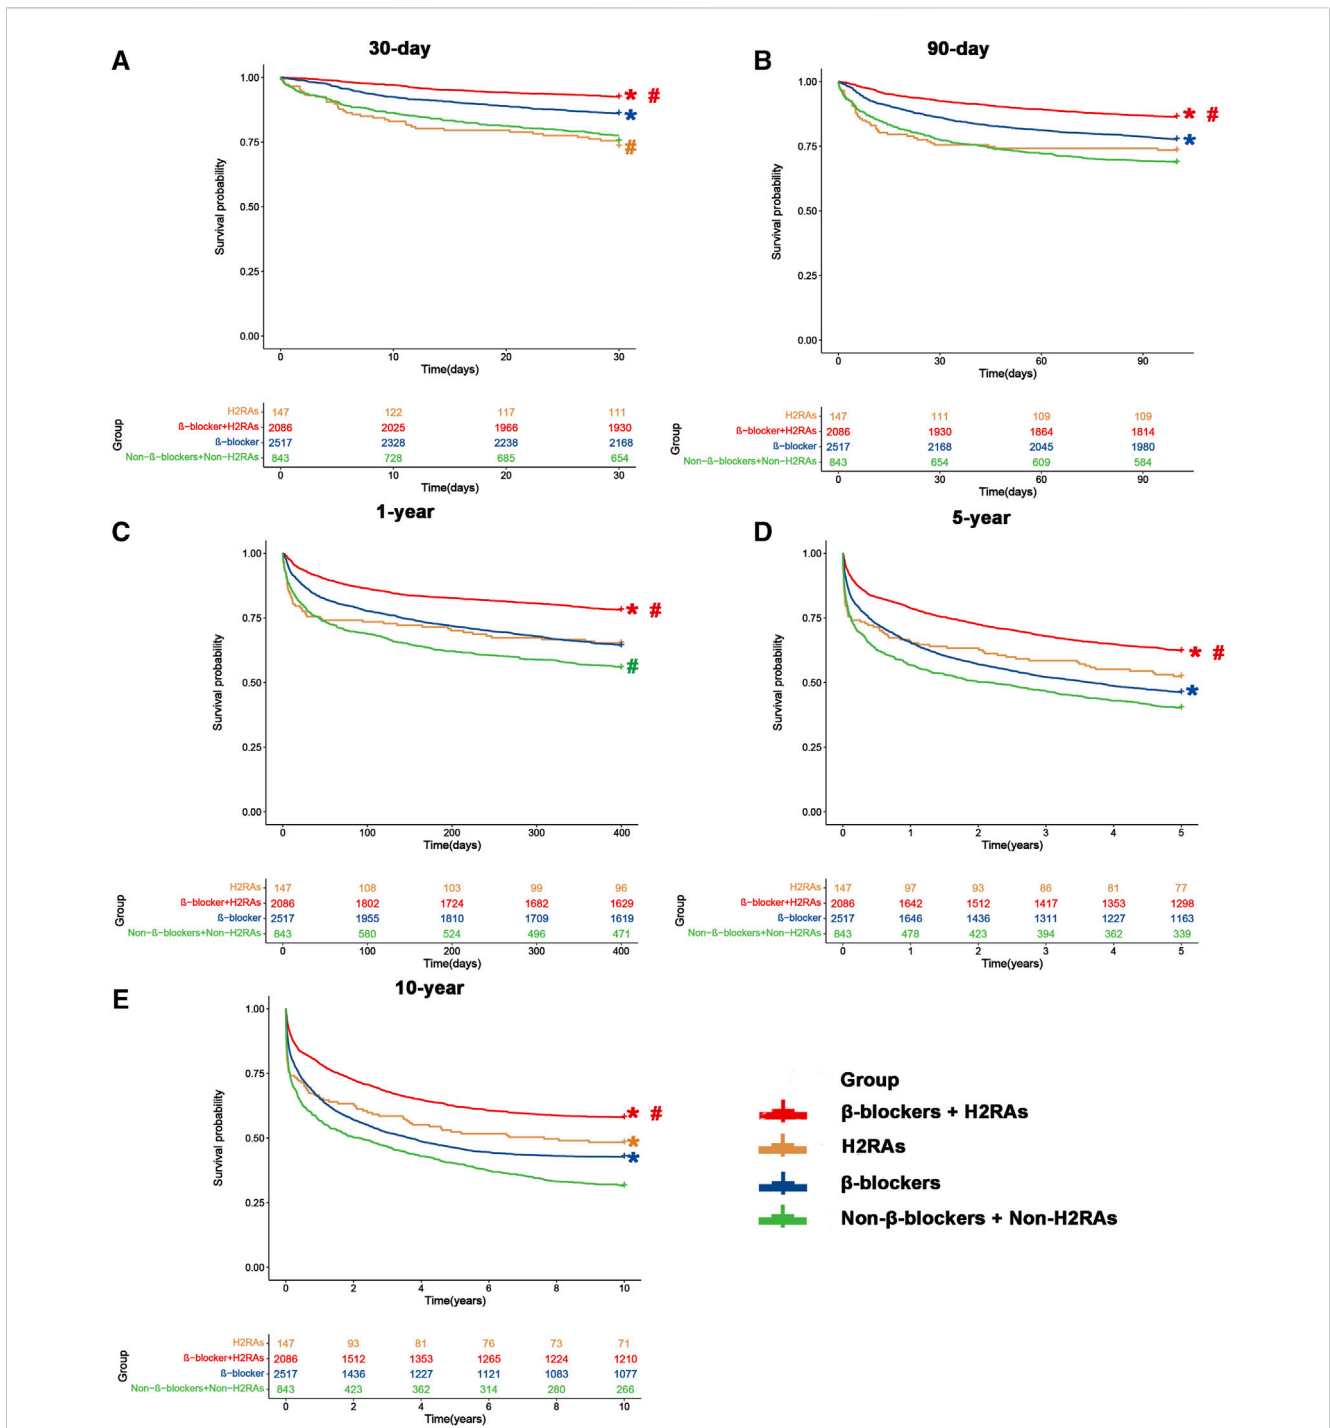 A
30-day
1.00
0.75
0.50
0.25
0.00
Survival probability
* #
*
#
0 10 20 30
Time(days)
Group
H2RAs 147 122 117 111
ß−blocker+H2RAs 2086 2025 1966 1930
ß−blocker 2517 2328 2238 2168
Non−ß−blockers+Non−H2RAs 843 728 685 654
0 10 20 30
Time(days)
B
90-day
1.00
0.75
0.50
0.25
0.00
Survival probability
* #
*
0 30 60 90
Time(days)
Group
H2RAs 147 111 109 109
ß−blocker+H2RAs 2086 1930 1864 1814
ß−blocker 2517 2168 2045 1980
Non−ß−blockers+Non−H2RAs 843 654 609 584
0 30 60 90
Time(days)
C
1-year
1.00
0.75
0.50
0.25
0.00
Survival probability
* #
#
0 100 200 300 400
Time(days)
Group
H2RAs 147 108 103 99 96
ß−blocker+H2RAs 2086 1802 1724 1682 1629
ß−blocker 2517 1955 1810 1709 1619
Non−ß−blockers+Non−H2RAs 843 580 524 496 471
0 100 200 300 400
Time(days)
D
5-year
1.00
0.75
0.50
0.25
0.00
Survival probability
* #
*
0 1 2 3 4 5
Time(years)
Group
H2RAs 147 97 93 86 81 77
ß−blocker+H2RAs 2086 1642 1512 1417 1353 1298
ß−blocker 2517 1646 1436 1311 1227 1163
Non−ß−blockers+Non−H2RAs 843 478 423 394 362 339
0 1 2 3 4 5
Time(years)
E
10-year
1.00
0.75
0.50
0.25
0.00
Survival probability
* #
*
*
0 2 4 6 8 10
Time(years)
Group
H2RAs 147 93 81 76 73 71
ß−blocker+H2RAs 2086 1512 1353 1265 1224 1210
ß−blocker 2517 1436 1227 1121 1083 1077
Non−ß−blockers+Non−H2RAs 843 423 362 314 280 266
0 2 4 6 8 10
Time(years)
Group
β-blockers + H2RAs
H2RAs
β-blockers
Non-β-blockers + Non-H2RAs